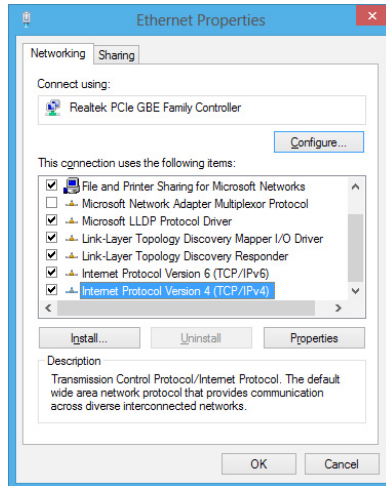 Ethernet Properties
Networking
Sharing
Connect using:
Realtek PCIe GBE Family Controller
Configure...
This connection uses the following items:
File and Printer Sharing for Microsoft Networks
Microsoft Network Adapter Multiplexor Protocol
Microsoft LLDP Protocol Driver
Link-Layer Topology Discovery Mapper I/O Driver
Link-Layer Topology Discovery Responder
Internet Protocol Version 6 (TCP/IPv6)
Internet Protocol Version 4 (TCP/IPv4)
Install...
Uninstall
Properties
Description
Transmission Control Protocol/Internet Protocol. The default
wide area network protocol that provides communication
across diverse interconnected networks.
OK
Cancel